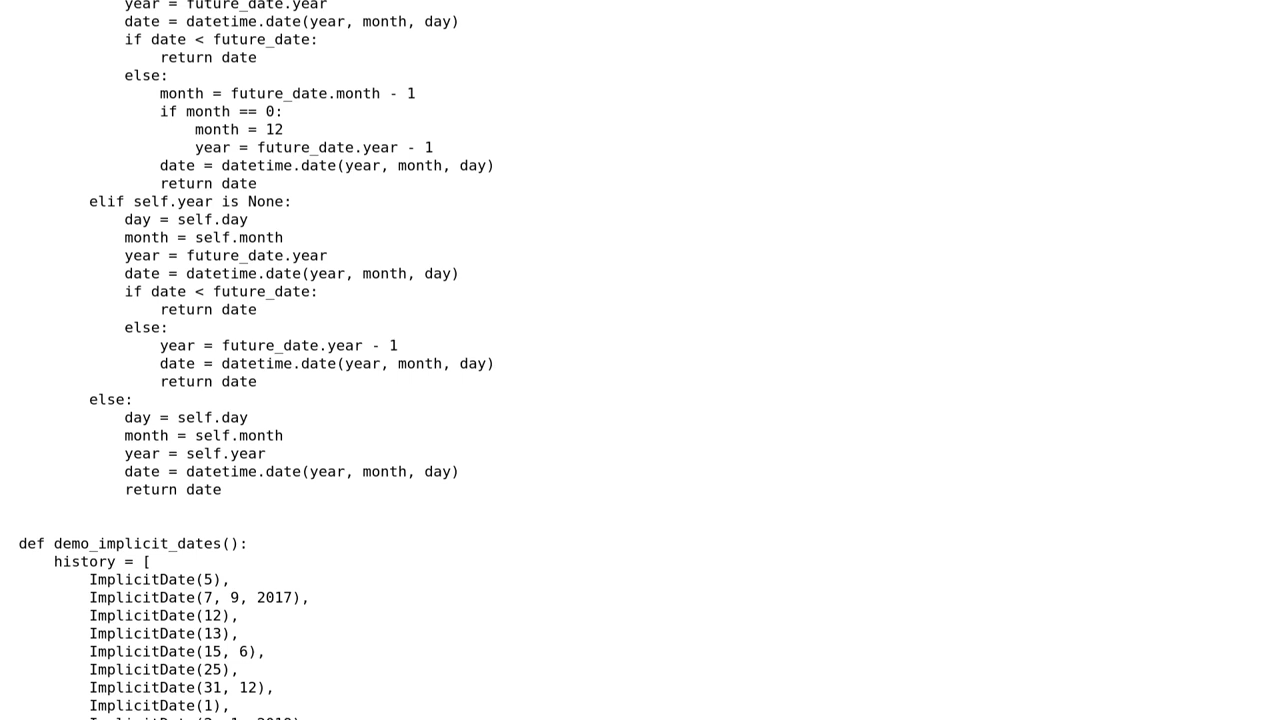 year = future_date.year
            date = datetime.date(year, month, day)
            if date < future_date:
                return date
            else:
                month = future_date.month - 1
                if month == 0:
                    month = 12
                    year = future_date.year - 1
                date = datetime.date(year, month, day)
                return date
        elif self.year is None:
            day = self.day
            month = self.month
            year = future_date.year
            date = datetime.date(year, month, day)
            if date < future_date:
                return date
            else:
                year = future_date.year - 1
                date = datetime.date(year, month, day)
                return date
        else:
            day = self.day
            month = self.month
            year = self.year
            date = datetime.date(year, month, day)
            return date


def demo_implicit_dates():
    history = [
        ImplicitDate(5),
        ImplicitDate(7, 9, 2017),
        ImplicitDate(12),
        ImplicitDate(13),
        ImplicitDate(15, 6),
        ImplicitDate(25),
        ImplicitDate(31, 12),
        ImplicitDate(1),